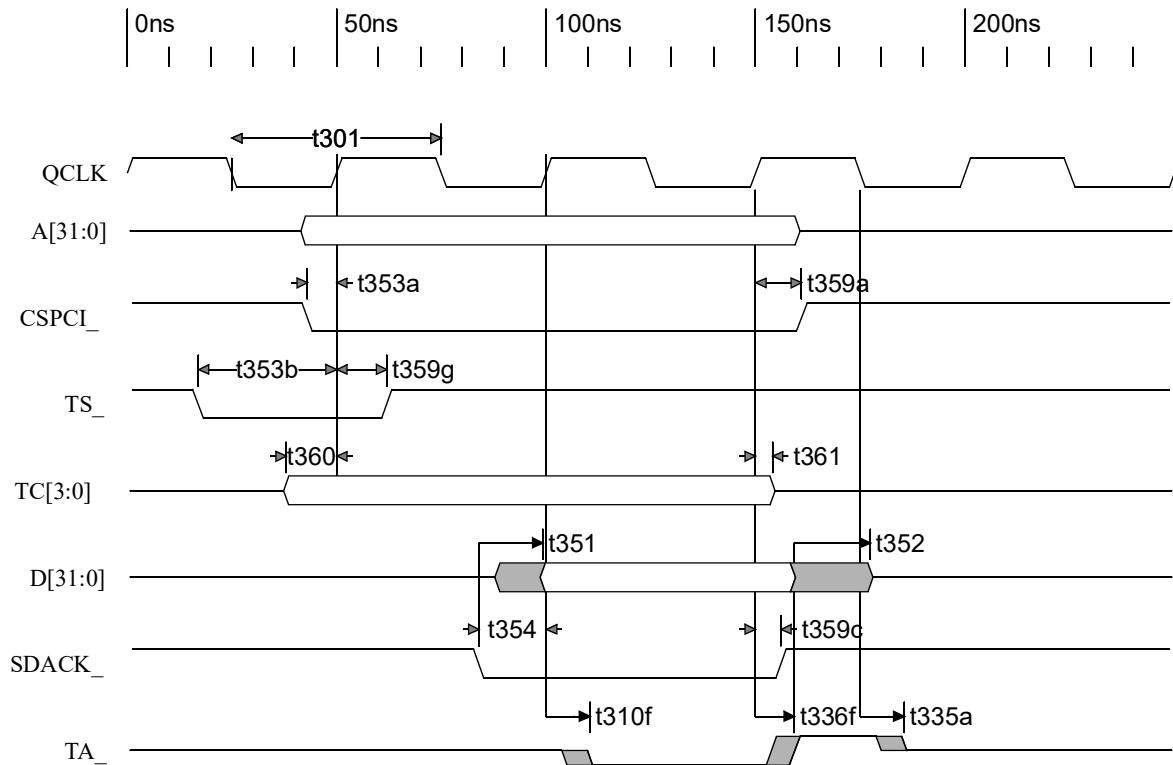 0ns 50ns 100ns 150ns 200ns
t301
QCLK
A[31:0]
t353a t359a
CSPCI_
t353b t359g
TS_
t360 t361
TC[3:0]
t351 t352
D[31:0]
t354 t359c
SDACK_
t310f t336f t335a
TA_